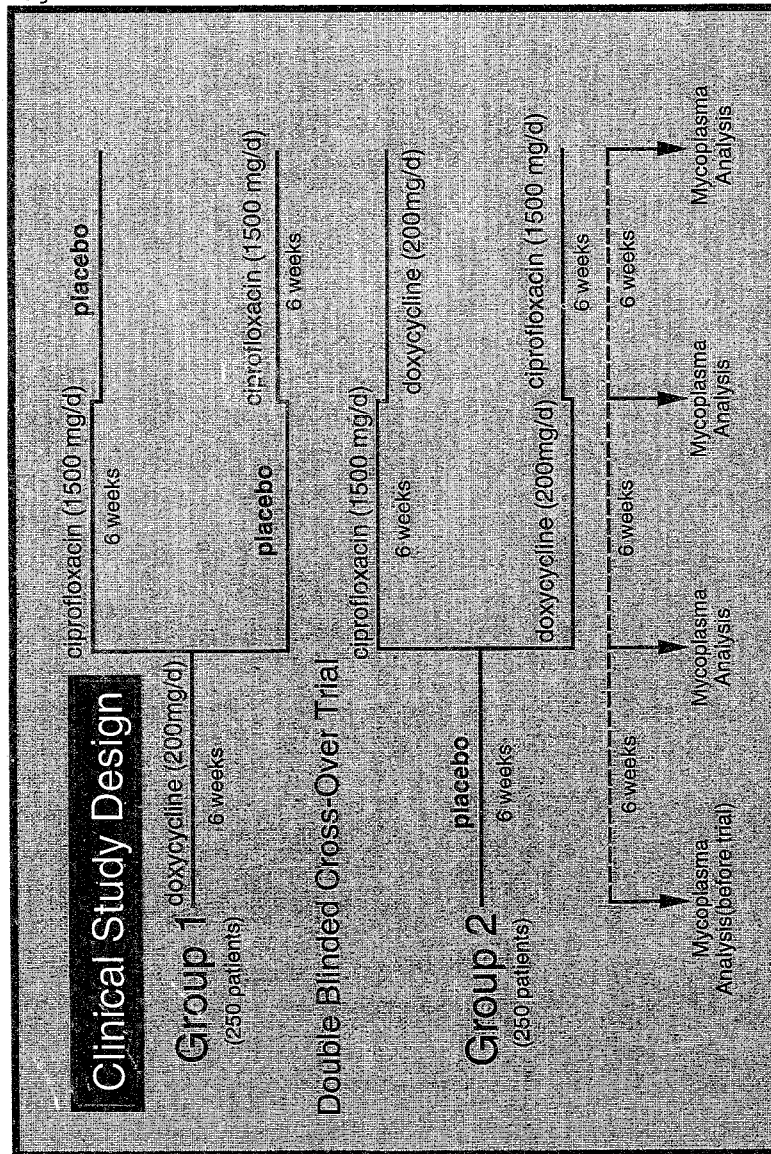 Clinical Study Design
ciprofloxacin (1500 mg/d)
6 weeks
placebo
Group 1
(250 patients)
doxycycline (200mg/d)
6 weeks
placebo
ciprofloxacin (1500 mg/d)
6 weeks
Double Blinded Cross-Over Trial
ciprofloxacin (1500 mg/d)
6 weeks
doxycycline (200mg/d)
Group 2
(250 patients)
placebo
6 weeks
doxycycline (200mg/d)
6 weeks
ciprofloxacin (1500 mg/d)
6 weeks
6 weeks
6 weeks
6 weeks
Mycoplasma
Analysis(before trial)
Mycoplasma
Analysis
Mycoplasma
Analysis
Mycoplasma
Analysis